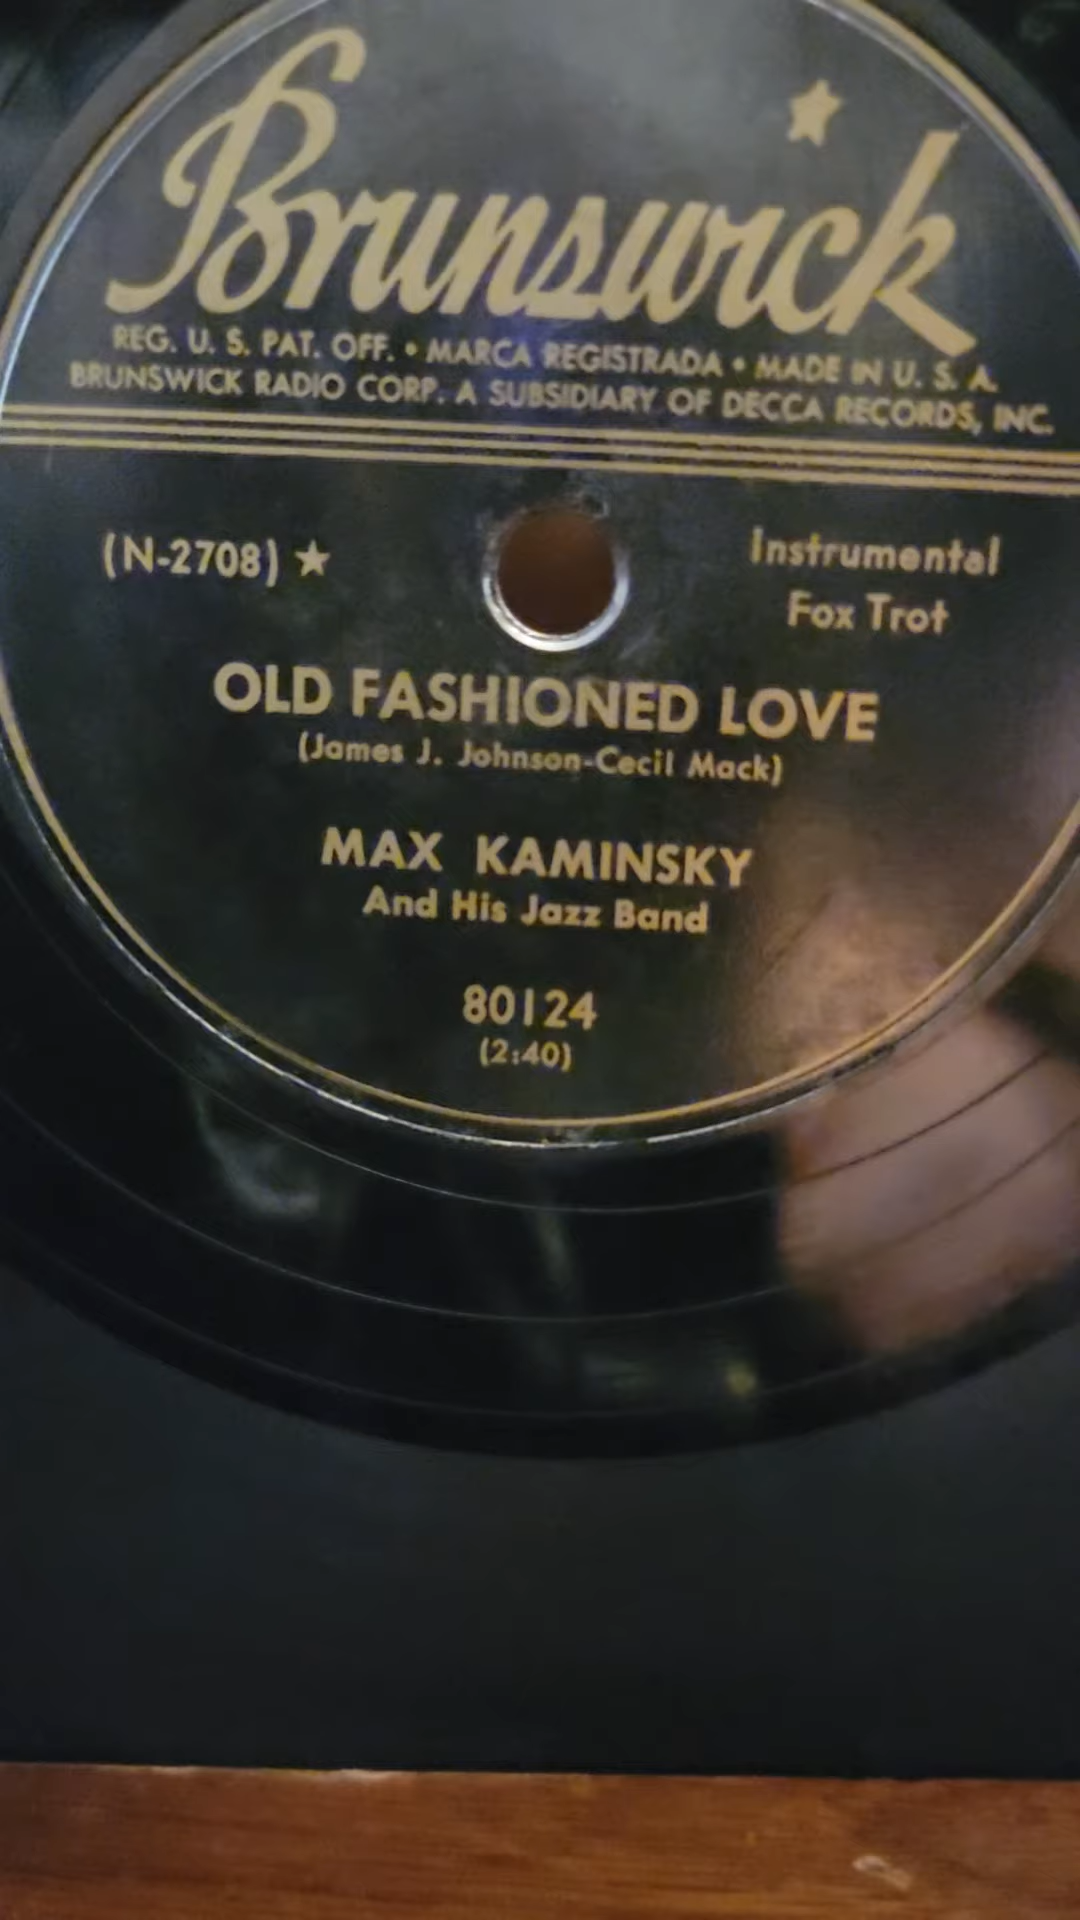 Brunswick
REG. U. S. PAT. OFF. • MARCA REGISTRADA • MADE IN U. S. A.
BRUNSWICK RADIO CORP. A SUBSIDIARY OF DECCA RECORDS, INC.
(N-2708) ★
Instrumental
Fox Trot
OLD FASHIONED LOVE
(James J. Johnson-Cecil Mack)
MAX KAMINSKY
And His Jazz Band
80124
(2:40)